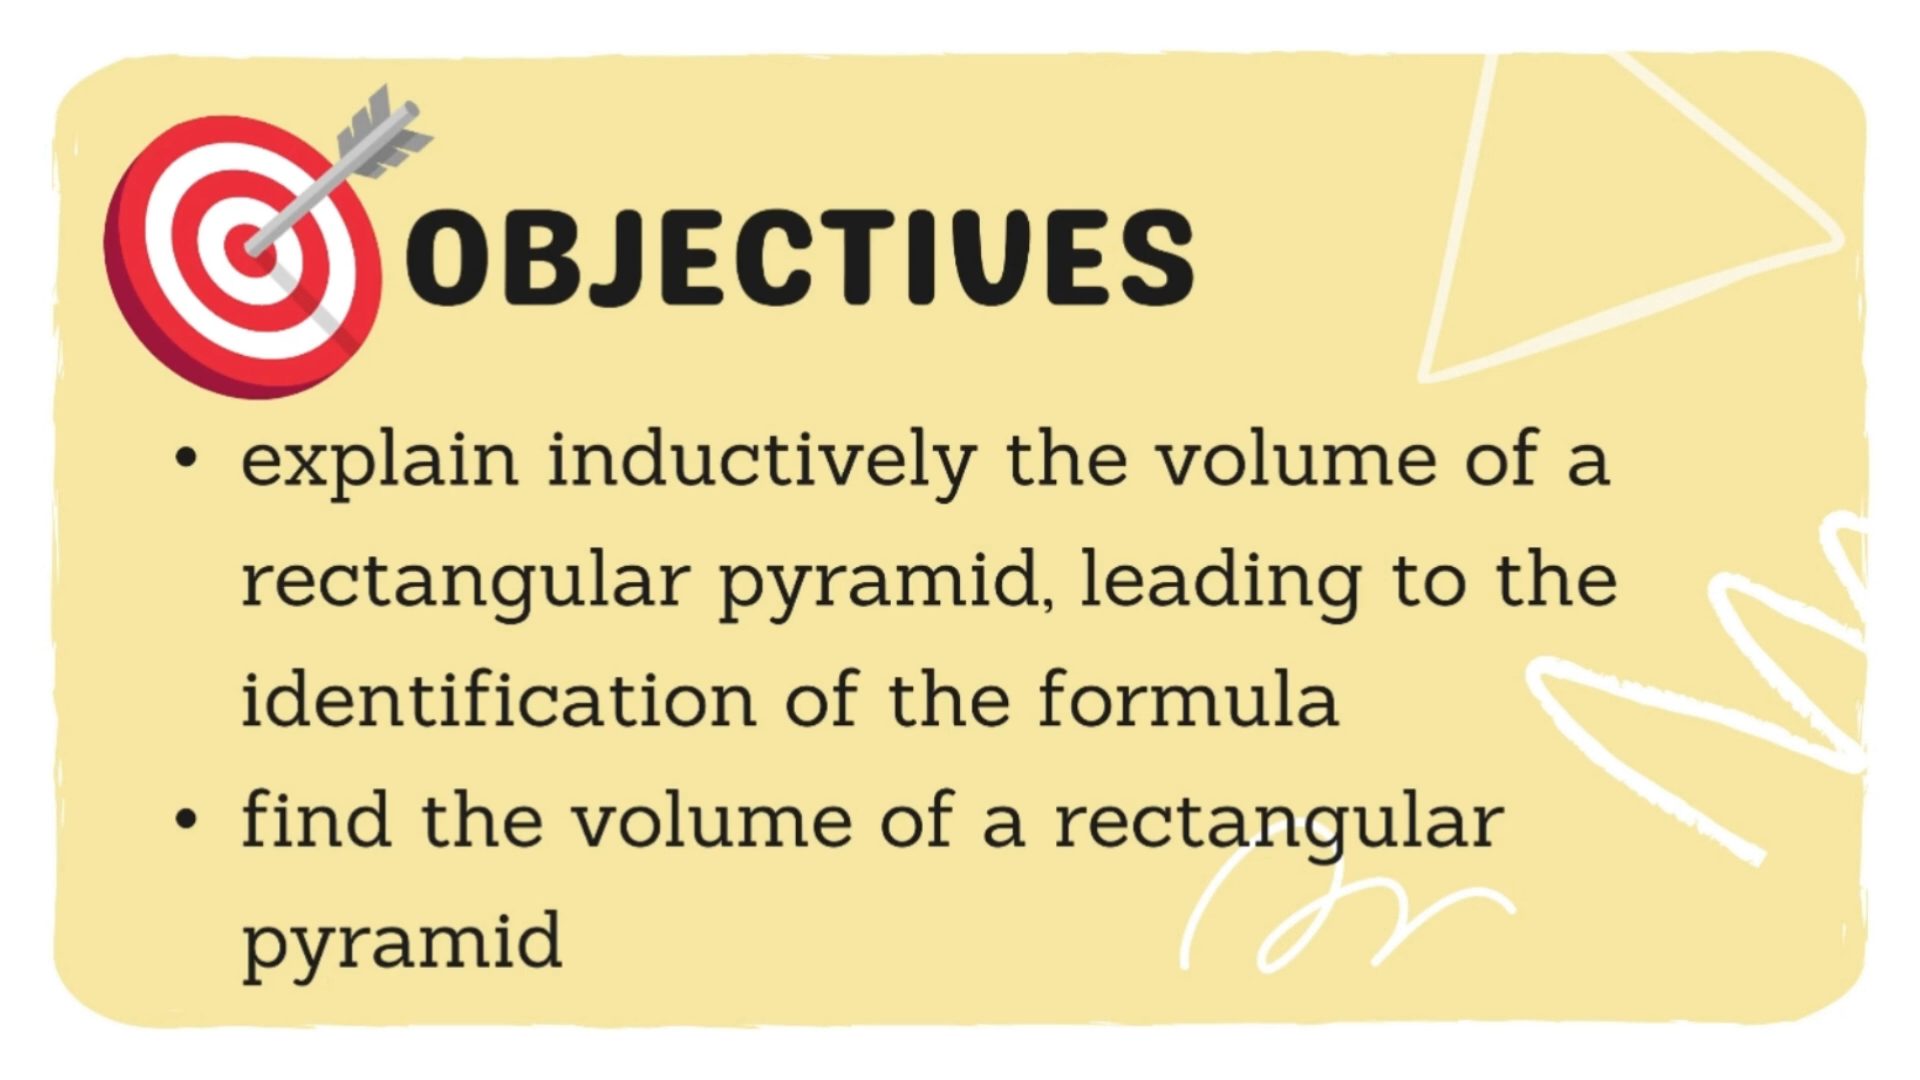 OBJECTIVES
• explain inductively the volume of a
rectangular pyramid, leading to the
identification of the formula
• find the volume of a rectangular
pyramid